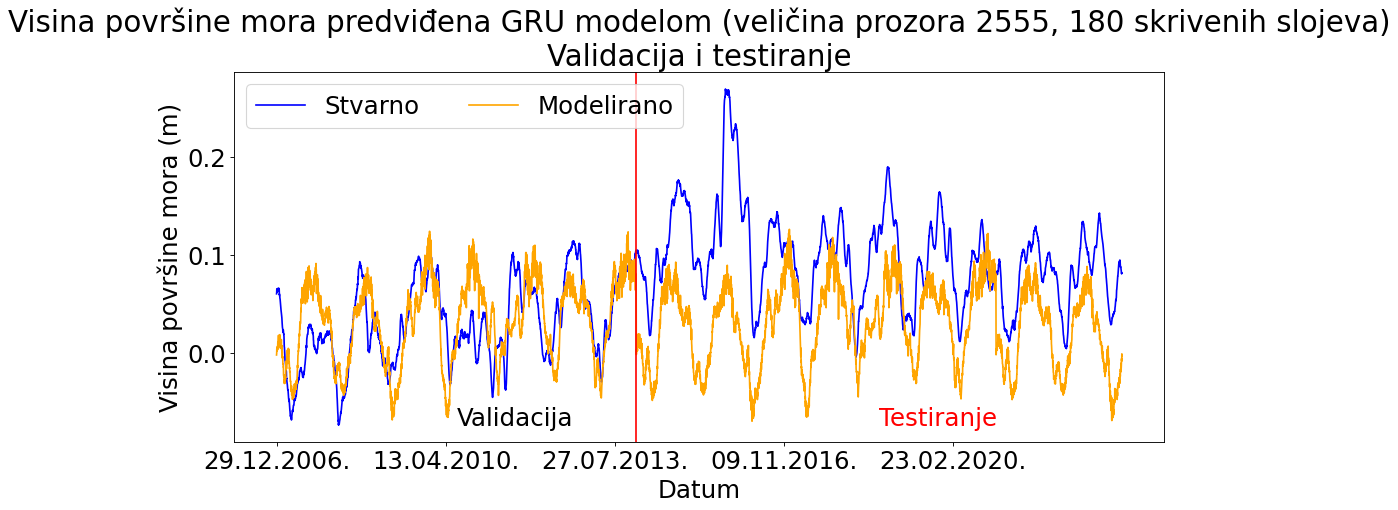 Visina površine mora predviđena GRU modelom (veličina prozora 2555, 180 skrivenih slojeva)
Validacija i testiranje
Stvarno
Modelirano
Visina površine mora (m)
0.2
0.1
0.0
Validacija
Testiranje
29.12.2006.
13.04.2010.
27.07.2013.
09.11.2016.
23.02.2020.
Datum